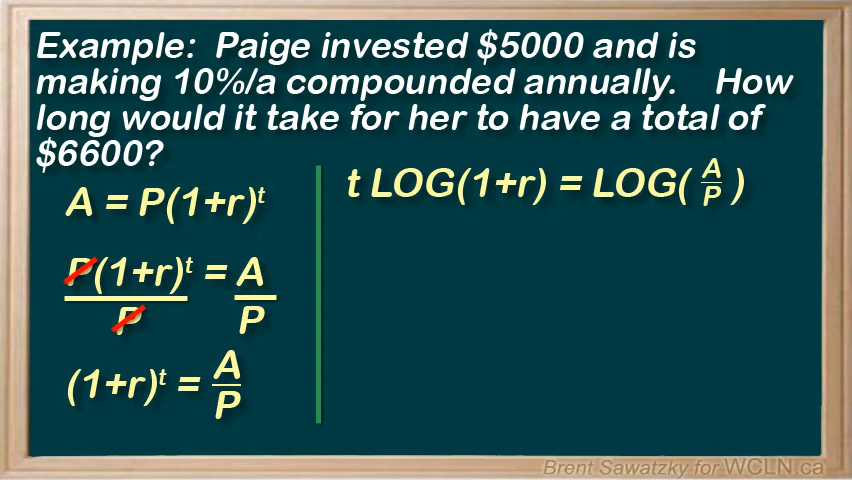 Example: Paige invested $5000 and is
making 10%/a compounded annually. How
long would it take for her to have a total of
$6600?
A = P(1+r)ᵗ
P(1+r)ᵗ = A
P P
(1+r)ᵗ = A/P
t LOG(1+r) = LOG( A/P )
Brent Sawatzky for WCLN.ca